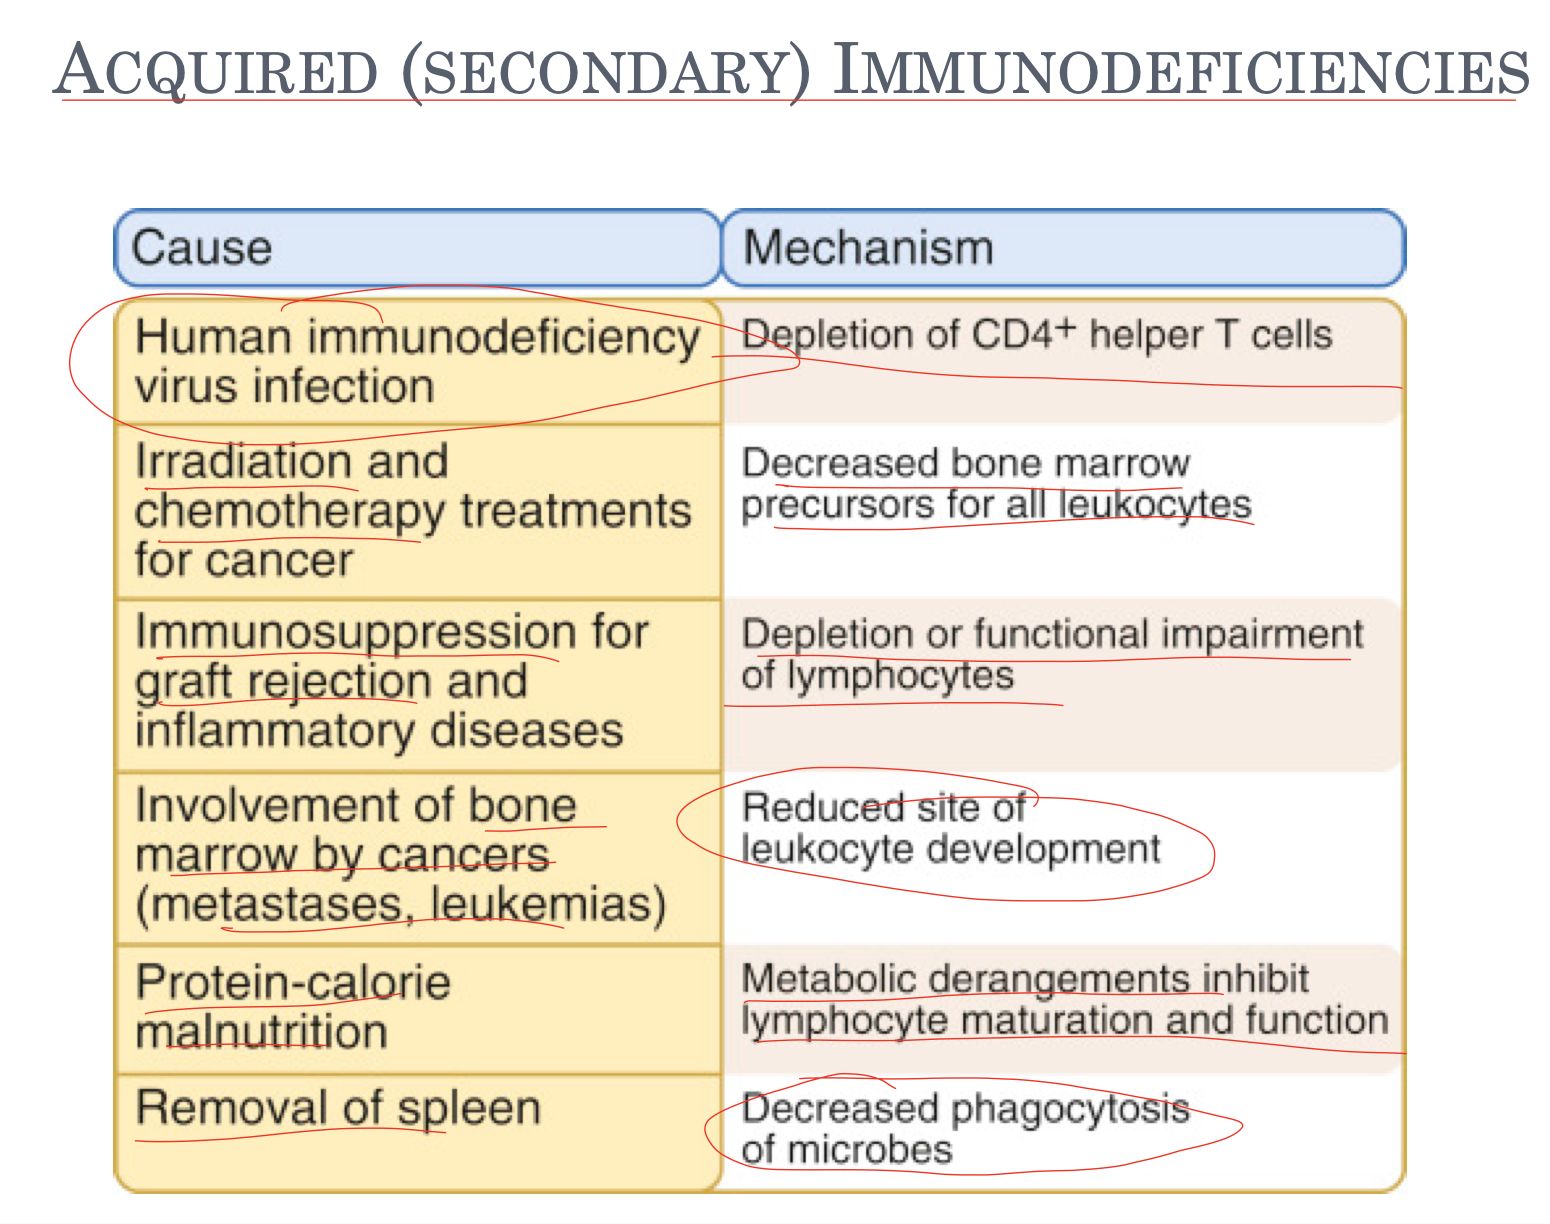 ACQUIRED (SECONDARY) IMMUNODEFICIENCIES
Cause
Mechanism
Human immunodeficiency
virus infection
Depletion of CD4+ helper T cells
Irradiation and
chemotherapy treatments
for cancer
Decreased bone marrow
precursors for all leukocytes
Immunosuppression for
graft rejection and
inflammatory diseases
Depletion or functional impairment
of lymphocytes
Involvement of bone
marrow by cancers
(metastases, leukemias)
Reduced site of
leukocyte development
Protein-calorie
malnutrition
Metabolic derangements inhibit
lymphocyte maturation and function
Removal of spleen
Decreased phagocytosis
of microbes